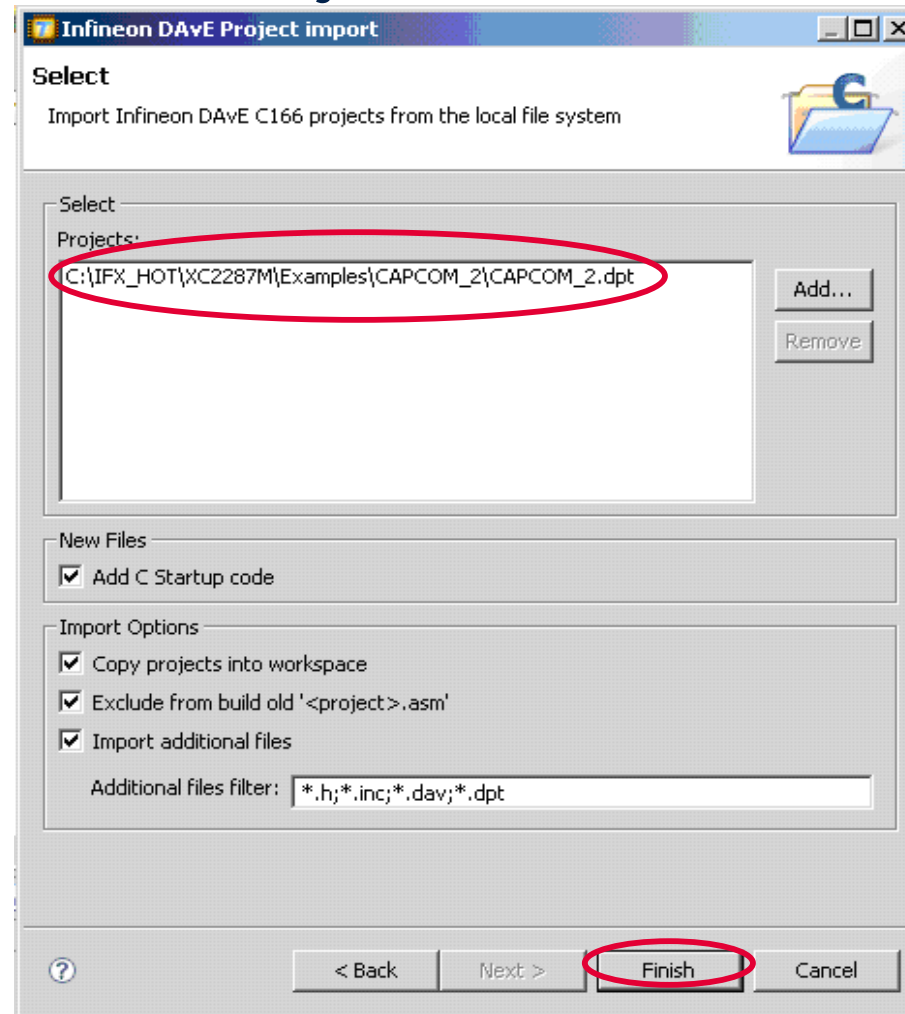 Infineon DAvE Project import
Select
Import Infineon DAvE C166 projects from the local file system
C
Select
Projects:
C:\IFX_HOT\XC2287M\Examples\CAPCOM_2\CAPCOM_2.dpt
Add...
Remove
New Files
Add C Startup code
Import Options
Copy projects into workspace
Exclude from build old '<project>.asm'
Import additional files
Additional files filter: *.h;*.inc;*.dav;*.dpt
? < Back Next > Finish Cancel